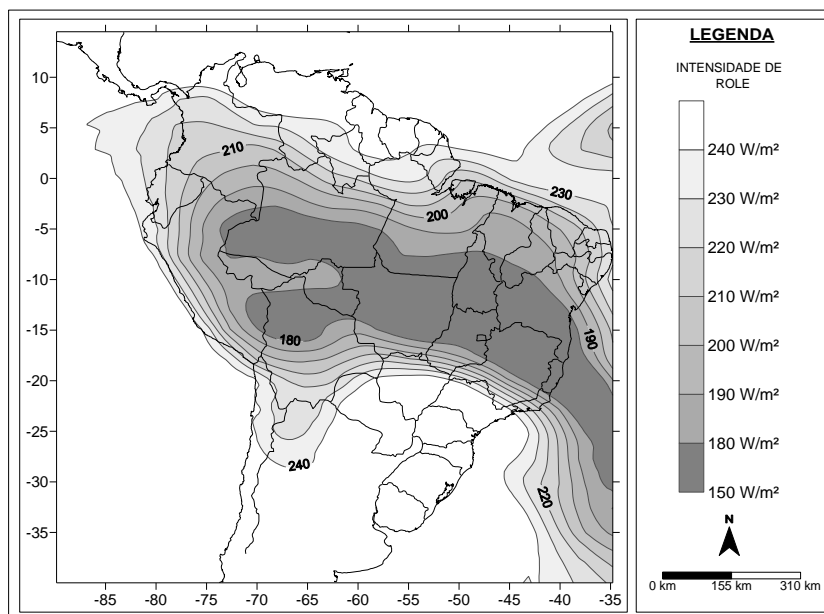 10
5
0
-5
-10
-15
-20
-25
-30
-35
-85
-80
-75
-70
-65
-60
-55
-50
-45
-40
-35
210
230
200
180
190
240
220
LEGENDA
INTENSIDADE DE
ROLE
240 W/m²
230 W/m²
220 W/m²
210 W/m²
200 W/m²
190 W/m²
180 W/m²
150 W/m²
N
0 km
155 km
310 km